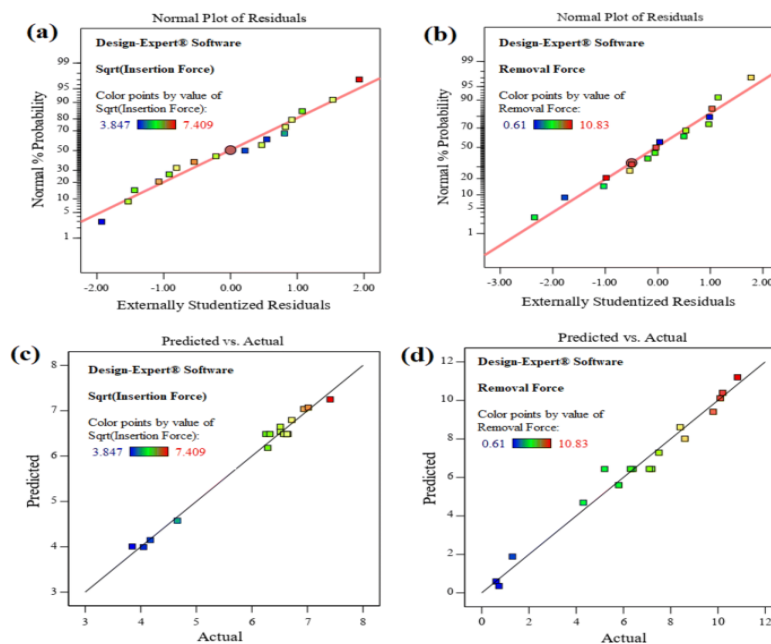 Normal Plot of Residuals
(a)
Design-Expert® Software
Sqrt(Insertion Force)
Color points by value of
Sqrt(Insertion Force):
3.847 7.409
Normal % Probability
99
95
90
80
70
50
30
20
10
5
1
-2.00 -1.00 0.00 1.00 2.00
Externally Studentized Residuals
Normal Plot of Residuals
(b)
Design-Expert® Software
Removal Force
Color points by value of
Removal Force:
0.61 10.83
Normal % Probability
99
95
90
80
70
50
30
20
10
5
1
-3.00 -2.00 -1.00 0.00 1.00 2.00
Externally Studentized Residuals
Predicted vs. Actual
(c)
Design-Expert® Software
Sqrt(Insertion Force)
Color points by value of
Sqrt(Insertion Force):
3.847 7.409
Predicted
8
7
6
5
4
3
3 4 5 6 7 8
Actual
Predicted vs. Actual
(d)
Design-Expert® Software
Removal Force
Color points by value of
Removal Force:
0.61 10.83
Predicted
12
10
8
6
4
2
0
0 2 4 6 8 10 12
Actual